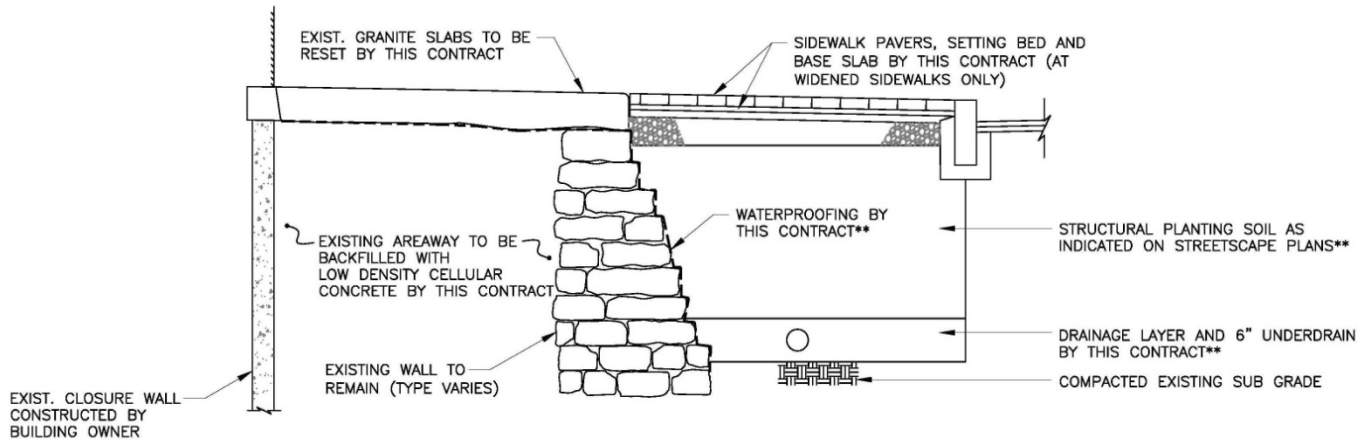 EXIST. GRANITE SLABS TO BE
RESET BY THIS CONTRACT
SIDEWALK PAVERS, SETTING BED AND
BASE SLAB BY THIS CONTRACT (AT
WIDENED SIDEWALKS ONLY)
WATERPROOFING BY
THIS CONTRACT**
STRUCTURAL PLANTING SOIL AS
INDICATED ON STREETSCAPE PLANS**
EXISTING AREAWAY TO BE
BACKFILLED WITH
LOW DENSITY CELLULAR
CONCRETE BY THIS CONTRACT
DRAINAGE LAYER AND 6" UNDERDRAIN
BY THIS CONTRACT**
EXISTING WALL TO
REMAIN (TYPE VARIES)
COMPACTED EXISTING SUB GRADE
EXIST. CLOSURE WALL
CONSTRUCTED BY
BUILDING OWNER